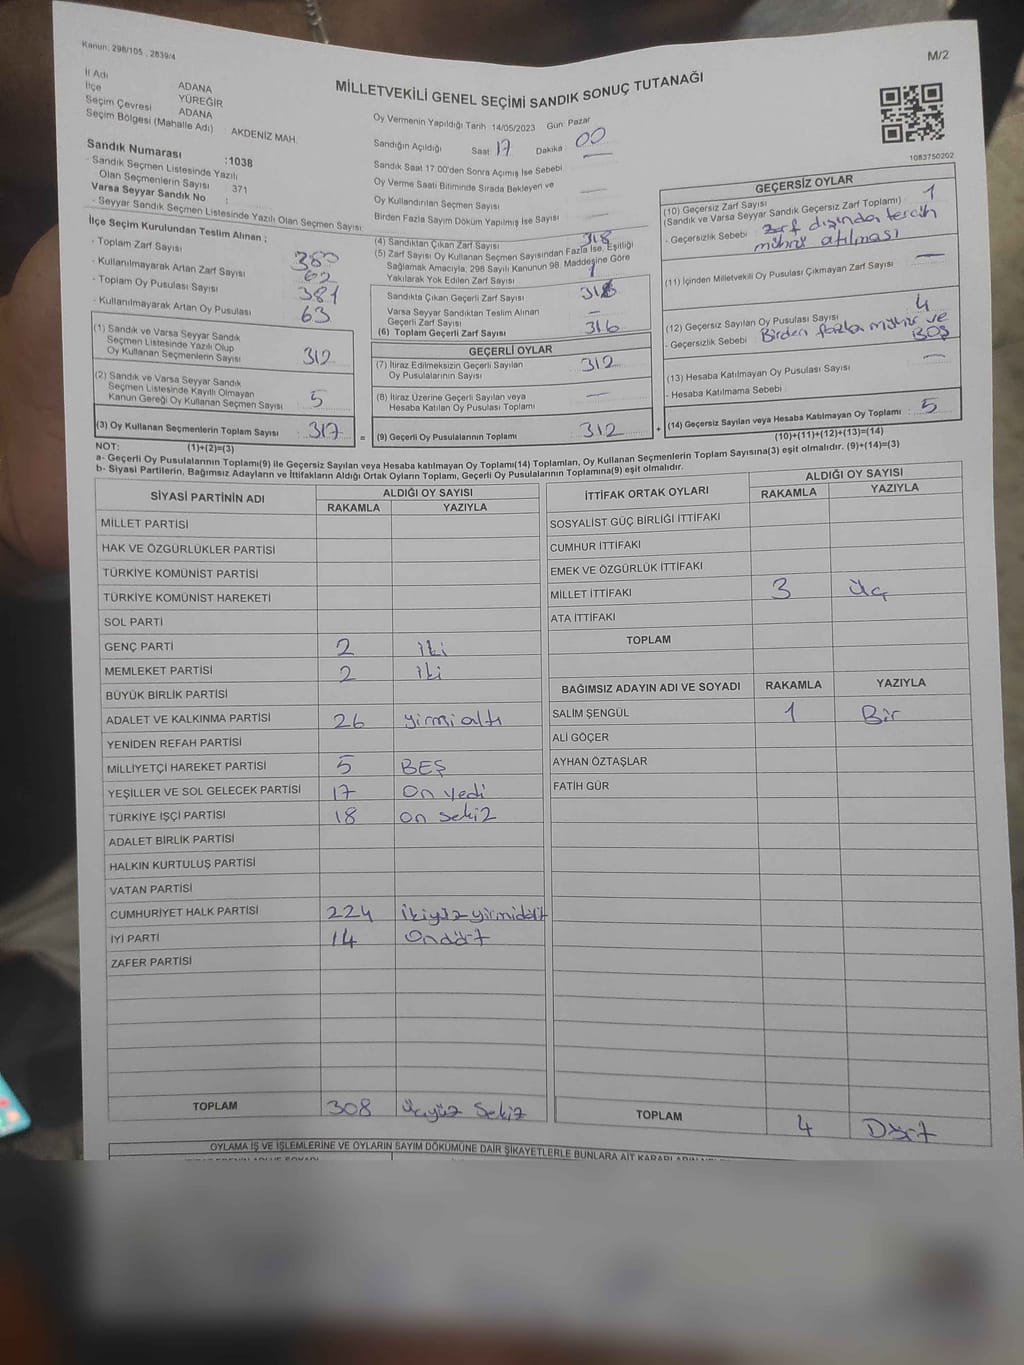 Kanun: 298/105 , 2839/4
M/2
MİLLETVEKİLİ GENEL SEÇİMİ SANDIK SONUÇ TUTANAĞI
İl Adı : ADANA
İlçe : YÜREĞİR
Seçim Çevresi : ADANA
Seçim Bölgesi (Mahalle Adı) : AKDENİZ MAH.
Sandık Numarası :1038
- Sandık Seçmen Listesinde Yazılı
Olan Seçmenlerin Sayısı : 371
Varsa Seyyar Sandık No :
- Seyyar Sandık Seçmen Listesinde Yazılı Olan Seçmen Sayısı
İlçe Seçim Kurulundan Teslim Alınan ;
- Toplam Zarf Sayısı 380
- Kullanılmayarak Artan Zarf Sayısı 62
- Toplam Oy Pusulası Sayısı 381
- Kullanılmayarak Artan Oy Pusulası 63
(1) Sandık ve Varsa Seyyar Sandık
Seçmen Listesinde Yazılı Olup
Oy Kullanan Seçmenlerin Sayısı 312
(2) Sandık ve Varsa Seyyar Sandık
Seçmen Listesinde Kayıtlı Olmayan
Kanun Gereği Oy Kullanan Seçmen Sayısı 5
(3) Oy Kullanan Seçmenlerin Toplam Sayısı 317
Oy Vermenin Yapıldığı Tarih 14/05/2023 Gün: Pazar
Sandığın Açıldığı Saat 17 Dakika 00
Sandık Saat 17.00'den Sonra Açımış İse Sebebi —
Oy Verme Saati Bitiminde Sırada Bekleyen ve
Oy Kullandırılan Seçmen Sayısı —
Birden Fazla Sayım Döküm Yapılmış İse Sayısı —
(4) Sandıktan Çıkan Zarf Sayısı 318
(5) Zarf Sayısı Oy Kullanan Seçmen Sayısından Fazla İse, Eşitliği
Sağlamak Amacıyla, 298 Sayılı Kanunun 98. Maddesine Göre
Yakılarak Yok Edilen Zarf Sayısı 1
Sandıkta Çıkan Geçerli Zarf Sayısı 316
Varsa Seyyar Sandıktan Teslim Alınan
Geçerli Zarf Sayısı —
(6) Toplam Geçerli Zarf Sayısı 316
GEÇERLİ OYLAR
(7) İtiraz Edilmeksizin Geçerli Sayılan
Oy Pusulalarının Sayısı 312
(8) İtiraz Üzerine Geçerli Sayılan veya
Hesaba Katılan Oy Pusulası Toplamı —
= (9) Geçerli Oy Pusulalarının Toplamı 312 +
1083750202
GEÇERSİZ OYLAR
(10) Geçersiz Zarf Sayısı 1
(Sandık ve Varsa Seyyar Sandık Geçersiz Zarf Toplamı) :
- Geçersizlik Sebebi Zarf dışında tercih
mührü atılması
(11) İçinden Milletvekili Oy Pusulası Çıkmayan Zarf Sayısı —
(12) Geçersiz Sayılan Oy Pusulası Sayısı 4
- Geçersizlik Sebebi Birden fazla mühür ve
BOŞ
(13) Hesaba Katılmayan Oy Pusulası Sayısı —
- Hesaba Katılmama Sebebi
(14) Geçersiz Sayılan veya Hesaba Katılmayan Oy Toplamı : 5
NOT: (1)+(2)=(3) (10)+(11)+(12)+(13)=(14)
a- Geçerli Oy Pusulalarının Toplamı(9) ile Geçersiz Sayılan veya Hesaba katılmayan Oy Toplamı(14) Toplamları, Oy Kullanan Seçmenlerin Toplam Sayısına(3) eşit olmalıdır. (9)+(14)=(3)
b- Siyasi Partilerin, Bağımsız Adayların ve İttifakların Aldığı Ortak Oyların Toplamı, Geçerli Oy Pusulalarının Toplamına(9) eşit olmalıdır.
SİYASİ PARTİNİN ADI ALDIĞI OY SAYISI
RAKAMLA YAZIYLA
MİLLET PARTİSİ
HAK VE ÖZGÜRLÜKLER PARTİSİ
TÜRKİYE KOMÜNİST PARTİSİ
TÜRKİYE KOMÜNİST HAREKETİ
SOL PARTİ
GENÇ PARTİ 2 iki
MEMLEKET PARTİSİ 2 iki
BÜYÜK BİRLİK PARTİSİ
ADALET VE KALKINMA PARTİSİ 26 yirmi altı
YENİDEN REFAH PARTİSİ
MİLLİYETÇİ HAREKET PARTİSİ 5 BEŞ
YEŞİLLER VE SOL GELECEK PARTİSİ 17 on yedi
TÜRKİYE İŞÇİ PARTİSİ 18 on sekiz
ADALET BİRLİK PARTİSİ
HALKIN KURTULUŞ PARTİSİ
VATAN PARTİSİ
CUMHURİYET HALK PARTİSİ 224 ikiyüz yirmidört
İYİ PARTİ 14 ondört
ZAFER PARTİSİ
TOPLAM 308 üçyüz sekiz
İTTİFAK ORTAK OYLARI ALDIĞI OY SAYISI
RAKAMLA YAZIYLA
SOSYALİST GÜÇ BİRLİĞİ İTTİFAKI
CUMHUR İTTİFAKI
EMEK VE ÖZGÜRLÜK İTTİFAKI
MİLLET İTTİFAKI 3 üç
ATA İTTİFAKI
TOPLAM
BAĞIMSIZ ADAYIN ADI VE SOYADI RAKAMLA YAZIYLA
SALİM ŞENGÜL 1 Bir
ALİ GÖÇER
AYHAN ÖZTAŞLAR
FATİH GÜR
TOPLAM 4 Dört
OYLAMA İŞ VE İŞLEMLERİNE VE OYLARIN SAYIM DÖKÜMÜNE DAİR ŞİKAYETLERLE BUNLARA AİT